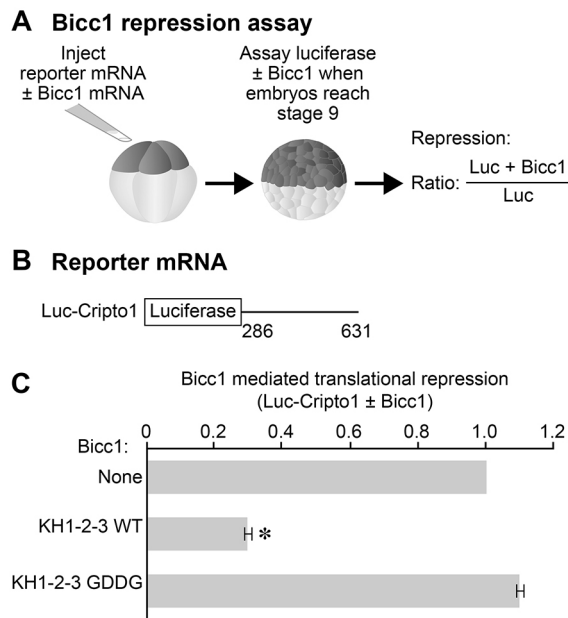 A Bicc1 repression assay
Inject
reporter mRNA
± Bicc1 mRNA
Assay luciferase
± Bicc1 when
embryos reach
stage 9
Repression:
Ratio: Luc + Bicc1
Luc
B Reporter mRNA
Luc-Cripto1 Luciferase
286 631
C
Bicc1 mediated translational repression
(Luc-Cripto1 ± Bicc1)
Bicc1: 0 0.2 0.4 0.6 0.8 1.0 1.2
None
KH1-2-3 WT *
KH1-2-3 GDDG